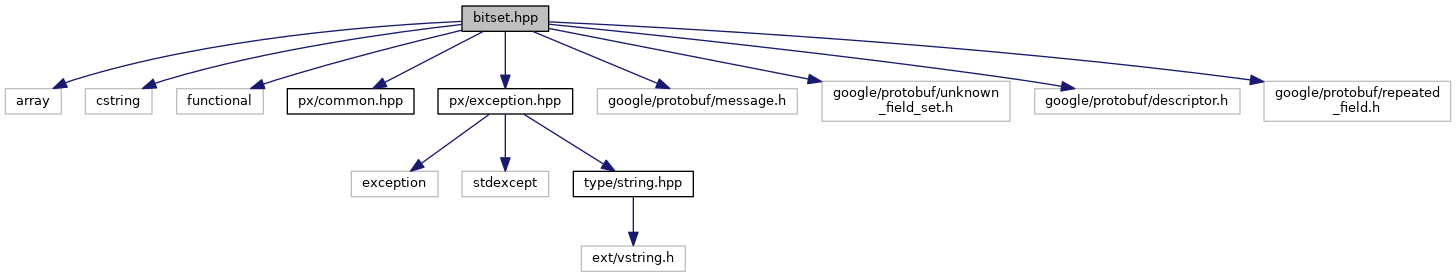 bitset.hpp
array
cstring
functional
px/common.hpp
px/exception.hpp
google/protobuf/message.h
google/protobuf/unknown
_field_set.h
google/protobuf/descriptor.h
google/protobuf/repeated
_field.h
exception
stdexcept
type/string.hpp
ext/vstring.h